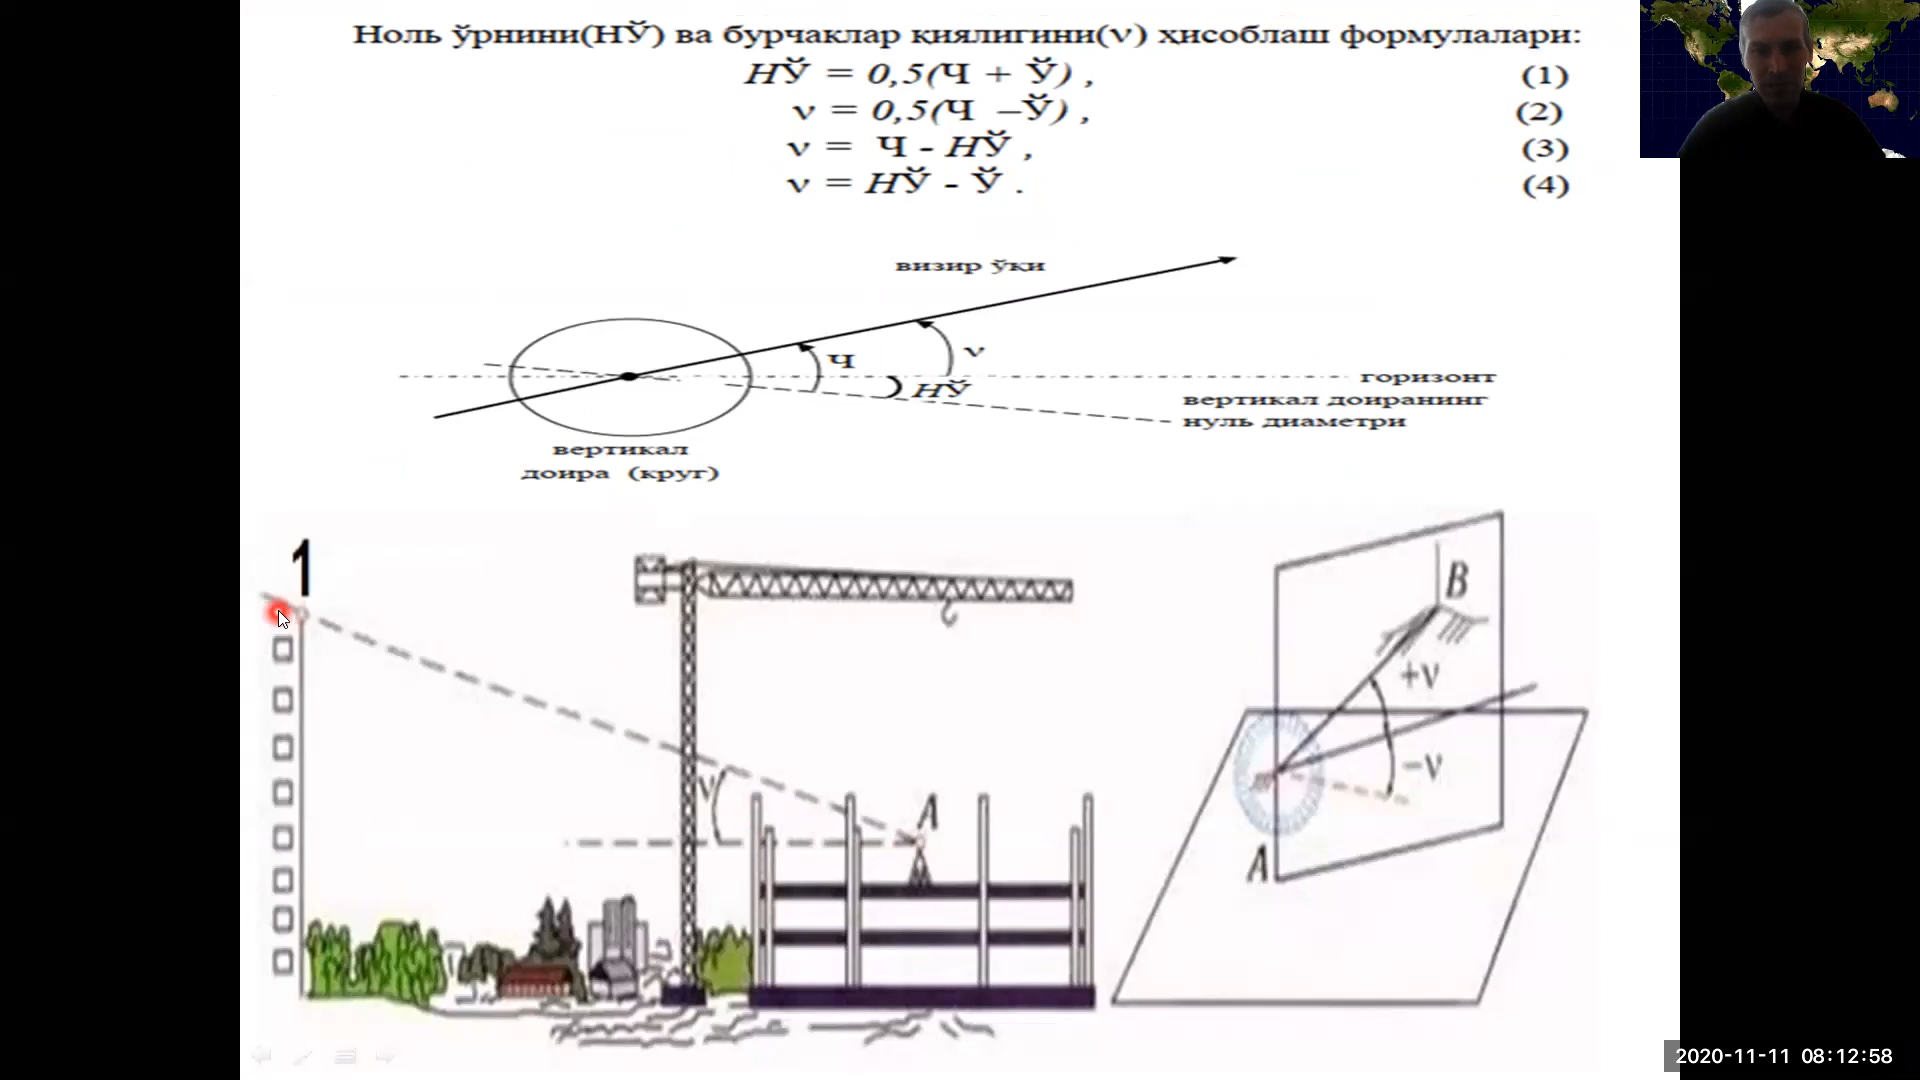 Ноль ўрнини(НЎ) ва бурчаклар қиялигини(ν) ҳисоблаш формулалари:
НЎ = 0,5(Ч + Ў) , (1)
ν = 0,5(Ч –Ў) , (2)
ν = Ч - НЎ , (3)
ν = НЎ - Ў . (4)
визир ўқи
Ч
ν
НЎ
горизонт
вертикал доиранинг
нуль диаметри
вертикал
доира (круг)
1
ν
A
B
+ν
-ν
A
2020-11-11 08:12:58